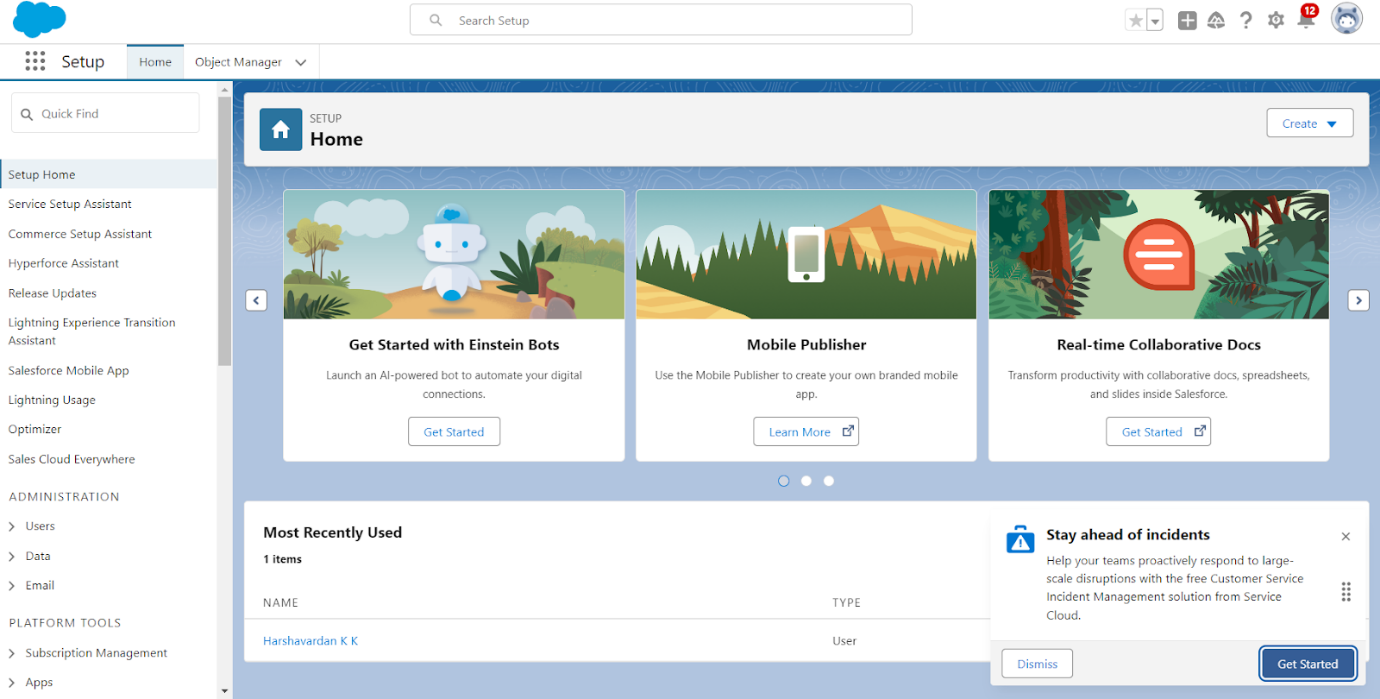 Search Setup
12
Setup
Home
Object Manager
Quick Find
Setup Home
Service Setup Assistant
Commerce Setup Assistant
Hyperforce Assistant
Release Updates
Lightning Experience Transition
Assistant
Salesforce Mobile App
Lightning Usage
Optimizer
Sales Cloud Everywhere
ADMINISTRATION
Users
Data
Email
PLATFORM TOOLS
Subscription Management
Apps
SETUP
Home
Create
Get Started with Einstein Bots
Launch an AI-powered bot to automate your digital
connections.
Get Started
Mobile Publisher
Use the Mobile Publisher to create your own branded mobile
app.
Learn More
Real-time Collaborative Docs
Transform productivity with collaborative docs, spreadsheets,
and slides inside Salesforce.
Get Started
Most Recently Used
1 items
NAME
TYPE
Harshavardan K K
User
Stay ahead of incidents
Help your teams proactively respond to large-
scale disruptions with the free Customer Service
Incident Management solution from Service
Cloud.
Dismiss
Get Started